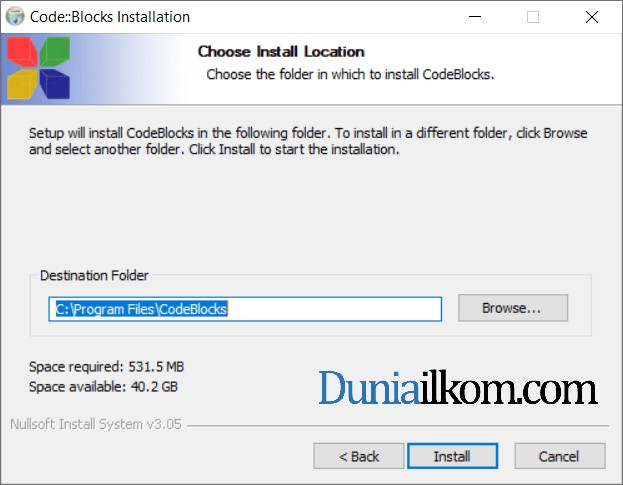 Code::Blocks Installation
Choose Install Location
Choose the folder in which to install CodeBlocks.
Setup will install CodeBlocks in the following folder. To install in a different folder, click Browse
and select another folder. Click Install to start the installation.
Destination Folder
C:\Program Files\CodeBlocks
Browse...
Space required: 531.5 MB
Space available: 40.2 GB
Duniailkom.com
Nullsoft Install System v3.05
< Back
Install
Cancel